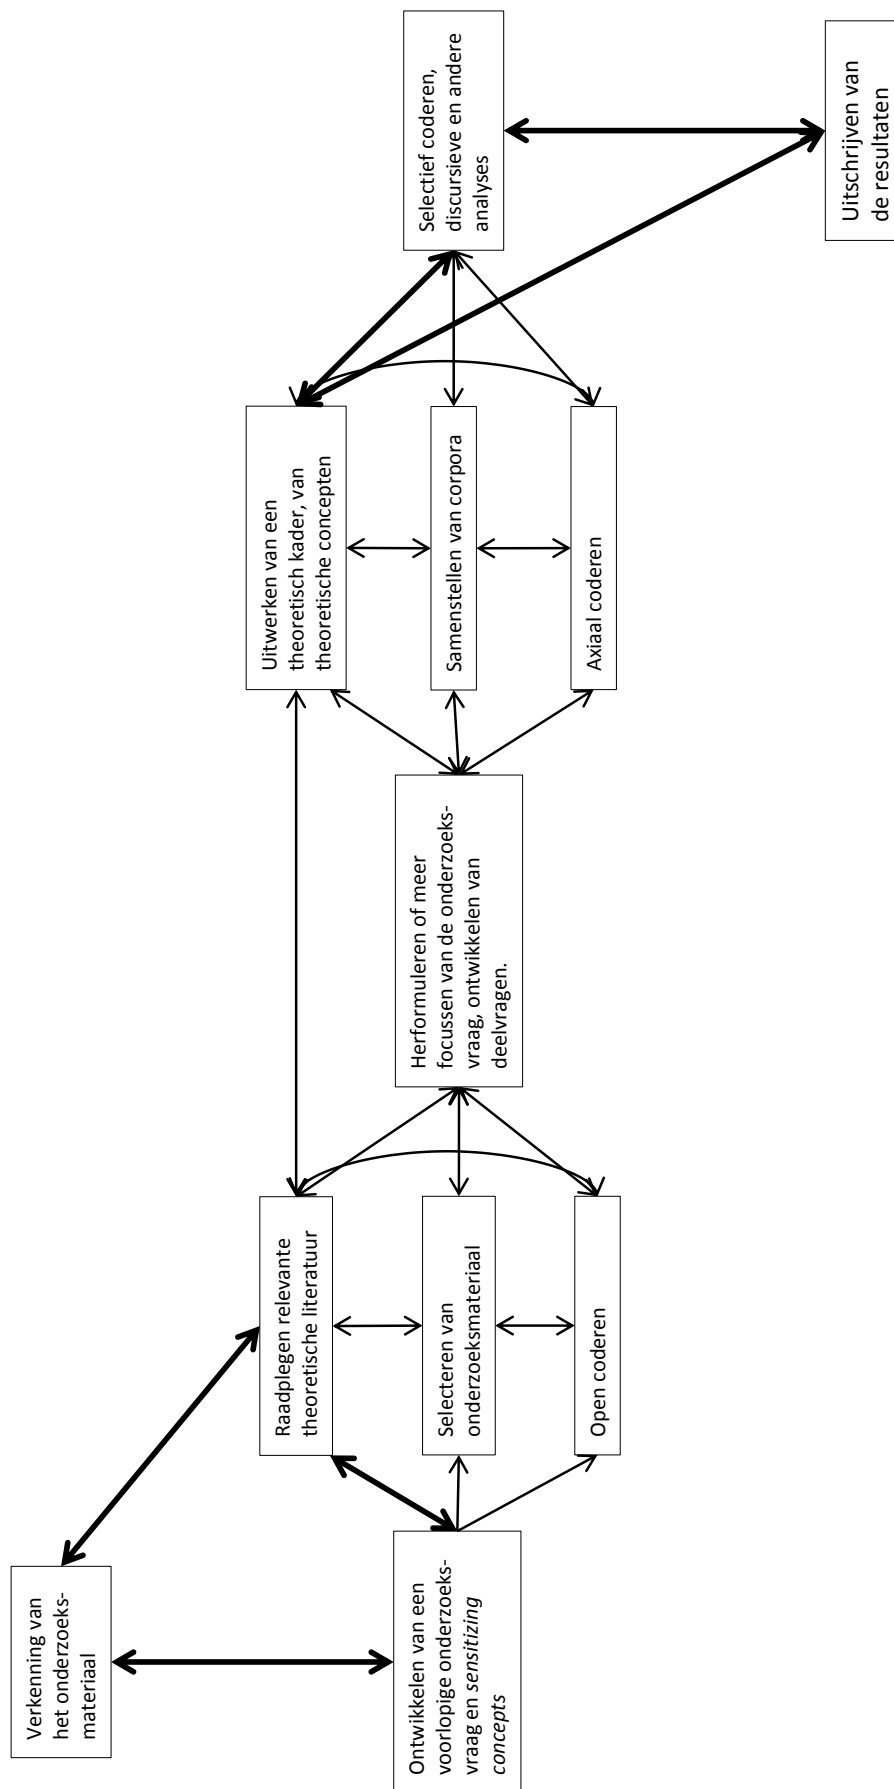 Verkenning van
het onderzoeks-
materiaal
Ontwikkelen van een
voorlopige onderzoeks-
vraag en sensitizing
concepts
Raadplegen relevante
theoretische literatuur
Selecteren van
onderzoeksmateriaal
Open coderen
Herformuleren of meer
focussen van de onderzoeks-
vraag, ontwikkelen van
deelvragen.
Uitwerken van een
theoretisch kader, van
theoretische concepten
Samenstellen van corpora
Axiaal coderen
Selectief coderen,
discursieve en andere
analyses
Uitschrijven van
de resultaten